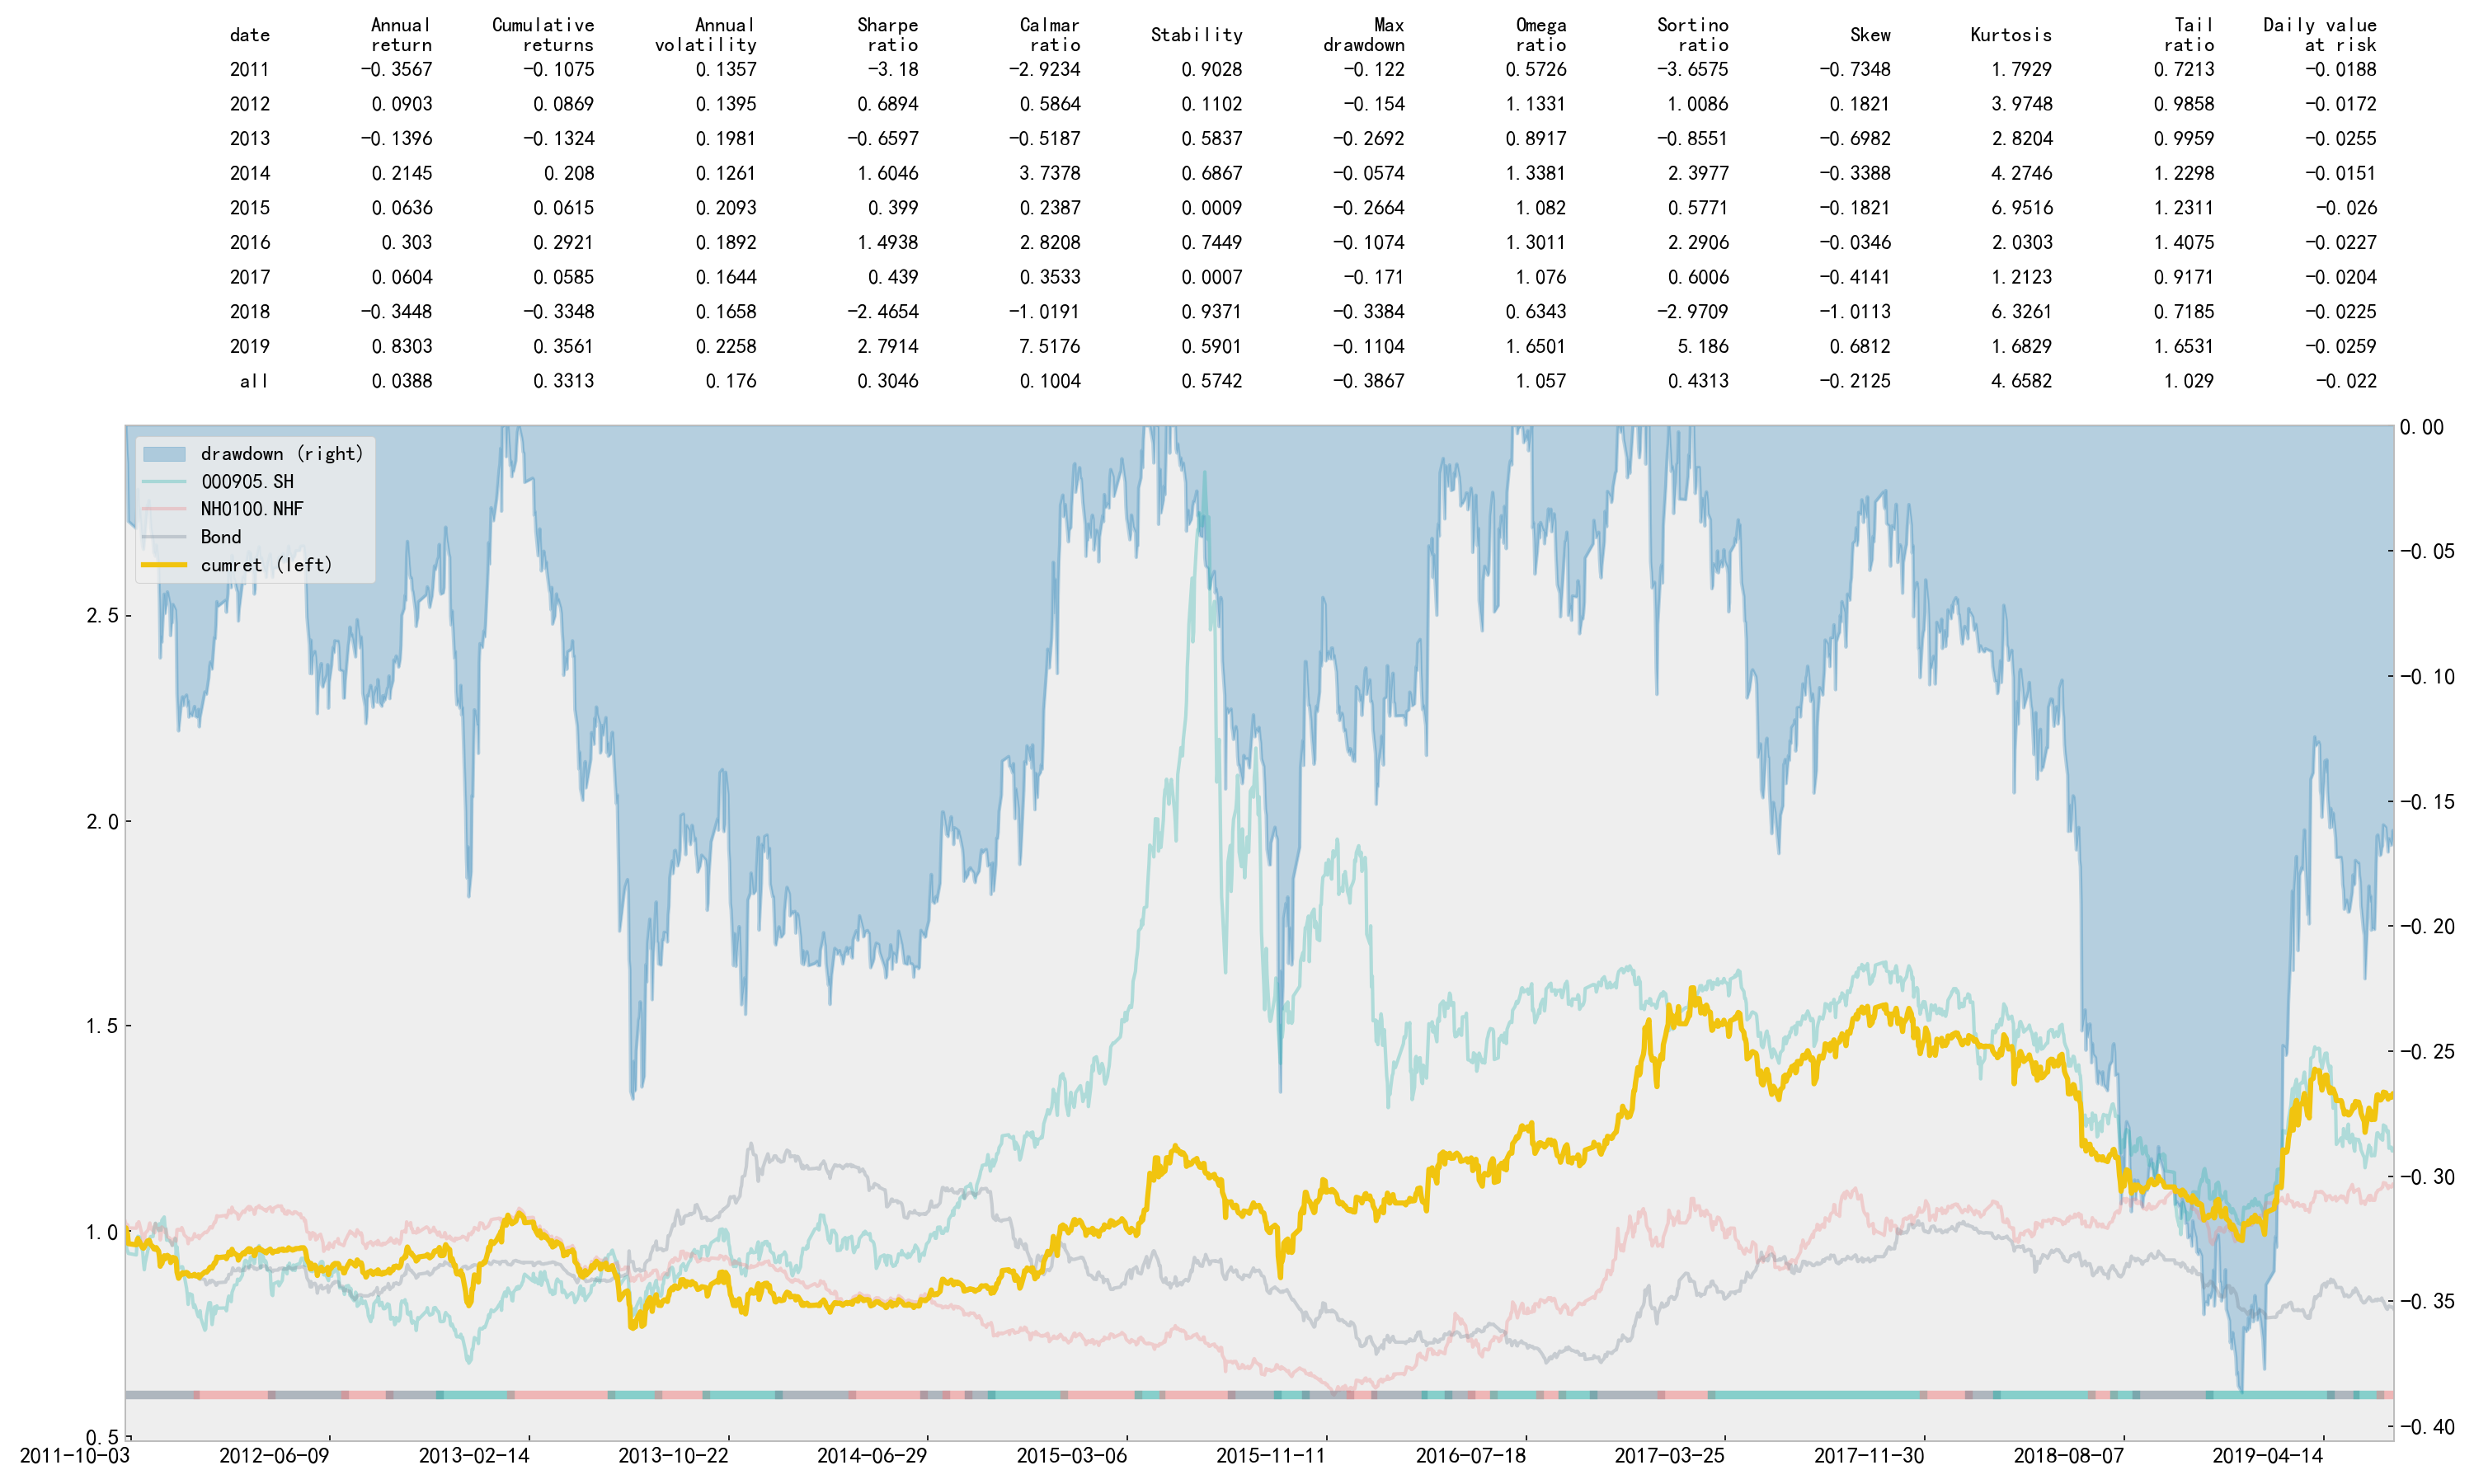 date Annual return Cumulative returns Annual volatility Sharpe ratio Calmar ratio Stability Max drawdown Omega ratio Sortino ratio Skew Kurtosis Tail ratio Daily value at risk
2011 -0.3567 -0.1075 0.1357 -3.18 -2.9234 0.9028 -0.122 0.5726 -3.6575 -0.7348 1.7929 0.7213 -0.0188
2012 0.0903 0.0869 0.1395 0.6894 0.5864 0.1102 -0.154 1.1331 1.0086 0.1821 3.9748 0.9858 -0.0172
2013 -0.1396 -0.1324 0.1981 -0.6597 -0.5187 0.5837 -0.2692 0.8917 -0.8551 -0.6982 2.8204 0.9959 -0.0255
2014 0.2145 0.208 0.1261 1.6046 3.7378 0.6867 -0.0574 1.3381 2.3977 -0.3388 4.2746 1.2298 -0.0151
2015 0.0636 0.0615 0.2093 0.399 0.2387 0.0009 -0.2664 1.082 0.5771 -0.1821 6.9516 1.2311 -0.026
2016 0.303 0.2921 0.1892 1.4938 2.8208 0.7449 -0.1074 1.3011 2.2906 -0.0346 2.0303 1.4075 -0.0227
2017 0.0604 0.0585 0.1644 0.439 0.3533 0.0007 -0.171 1.076 0.6006 -0.4141 1.2123 0.9171 -0.0204
2018 -0.3448 -0.3348 0.1658 -2.4654 -1.0191 0.9371 -0.3384 0.6343 -2.9709 -1.0113 6.3261 0.7185 -0.0225
2019 0.8303 0.3561 0.2258 2.7914 7.5176 0.5901 -0.1104 1.6501 5.186 0.6812 1.6829 1.6531 -0.0259
all 0.0388 0.3313 0.176 0.3046 0.1004 0.5742 -0.3867 1.057 0.4313 -0.2125 4.6582 1.029 -0.022
drawdown (right)
000905.SH
NH0100.NHF
Bond
cumret (left)
2.5
2.0
1.5
1.0
0.5
0.00
-0.05
-0.10
-0.15
-0.20
-0.25
-0.30
-0.35
-0.40
2011-10-03 2012-06-09 2013-02-14 2013-10-22 2014-06-29 2015-03-06 2015-11-11 2016-07-18 2017-03-25 2017-11-30 2018-08-07 2019-04-14